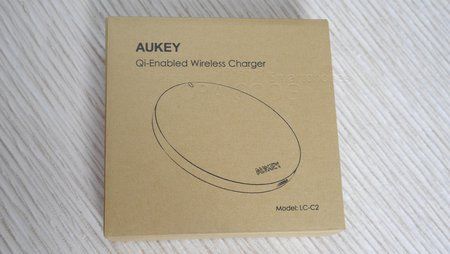 AUKEY
Qi-Enabled Wireless Charger
AUKEY
Model: LC-C2